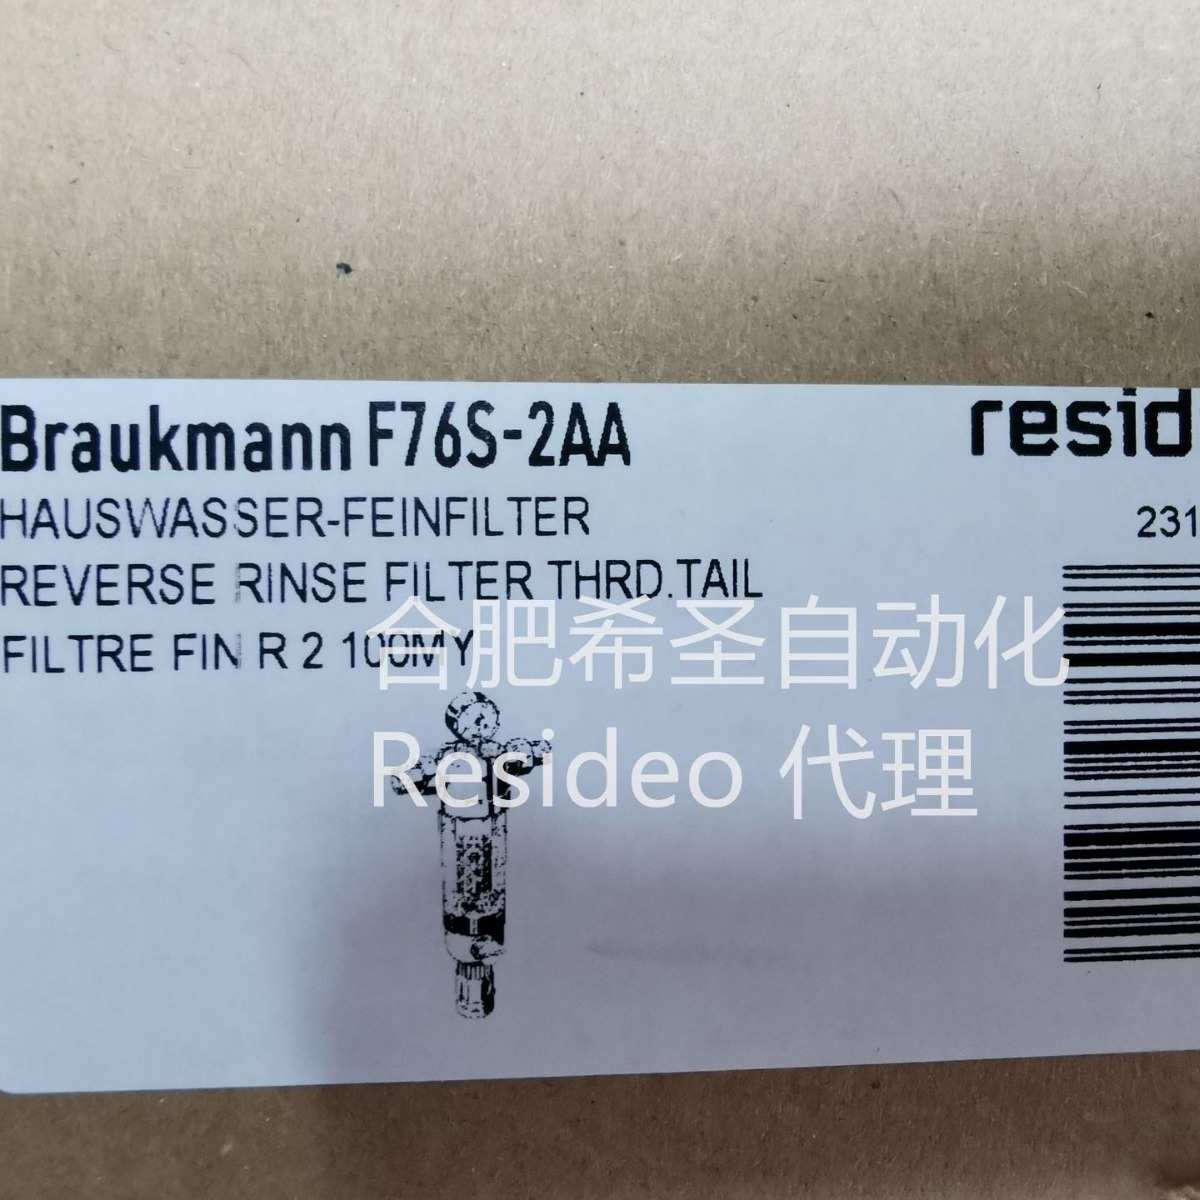 Braukmann F76S-2AA
resid
HAUSWASSER-FEINFILTER
231
REVERSE RINSE FILTER THRD.TAIL
FILTRE FIN R 2 100MY
合肥希圣自动化
Resideo 代理